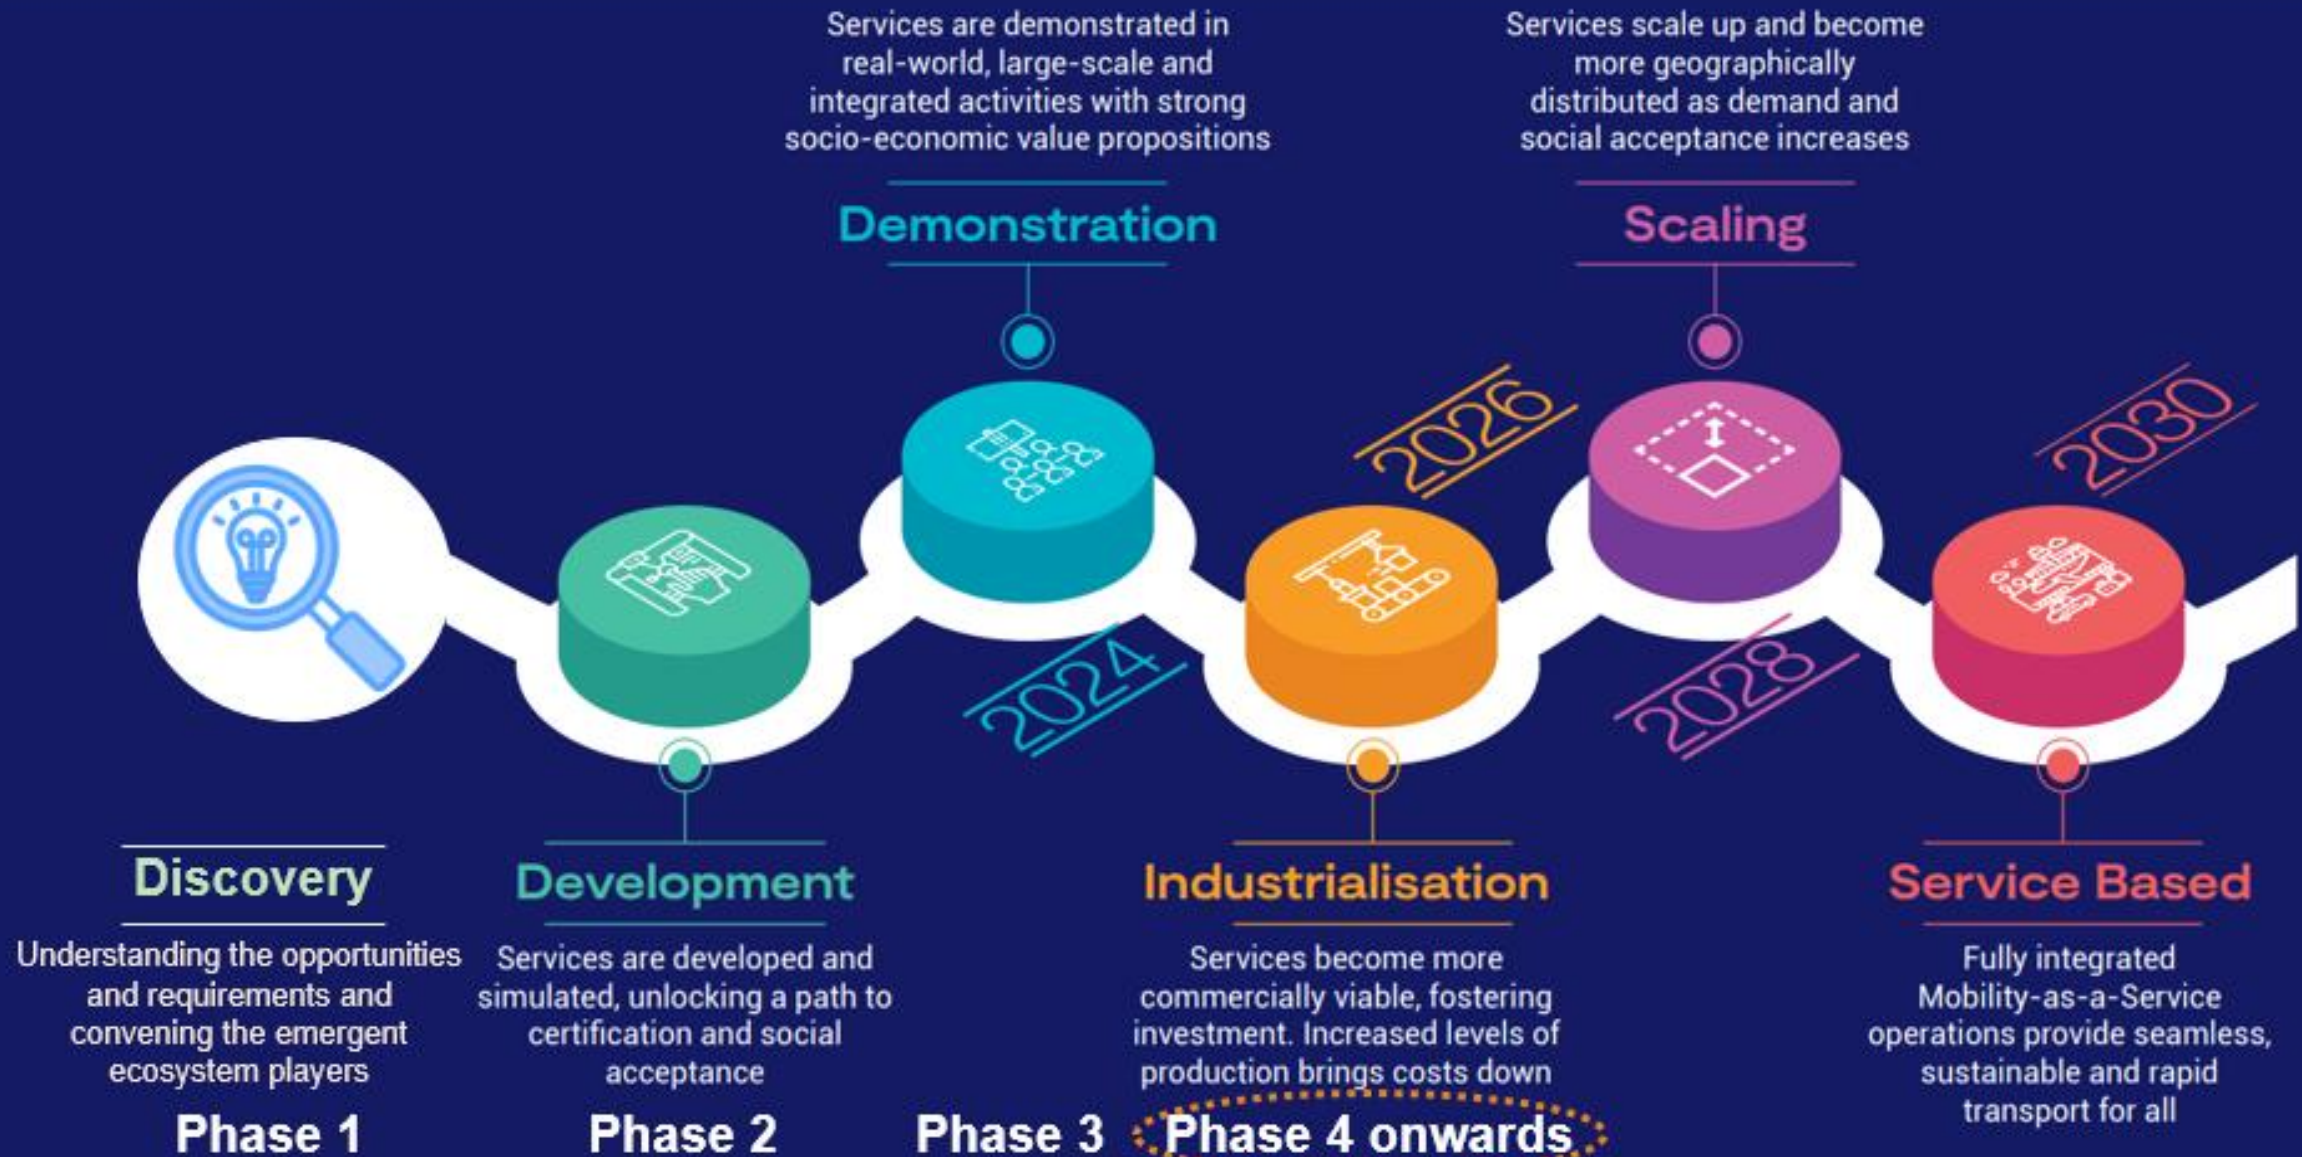 Services are demonstrated in
real-world, large-scale and
integrated activities with strong
socio-economic value propositions
Demonstration
Services scale up and become
more geographically
distributed as demand and
social acceptance increases
Scaling
2024
2026
2028
2030
Discovery
Understanding the opportunities
and requirements and
convening the emergent
ecosystem players
Phase 1
Development
Services are developed and
simulated, unlocking a path to
certification and social
acceptance
Phase 2
Phase 3
Industrialisation
Services become more
commercially viable, fostering
investment. Increased levels of
production brings costs down
Phase 4 onwards
Service Based
Fully integrated
Mobility-as-a-Service
operations provide seamless,
sustainable and rapid
transport for all